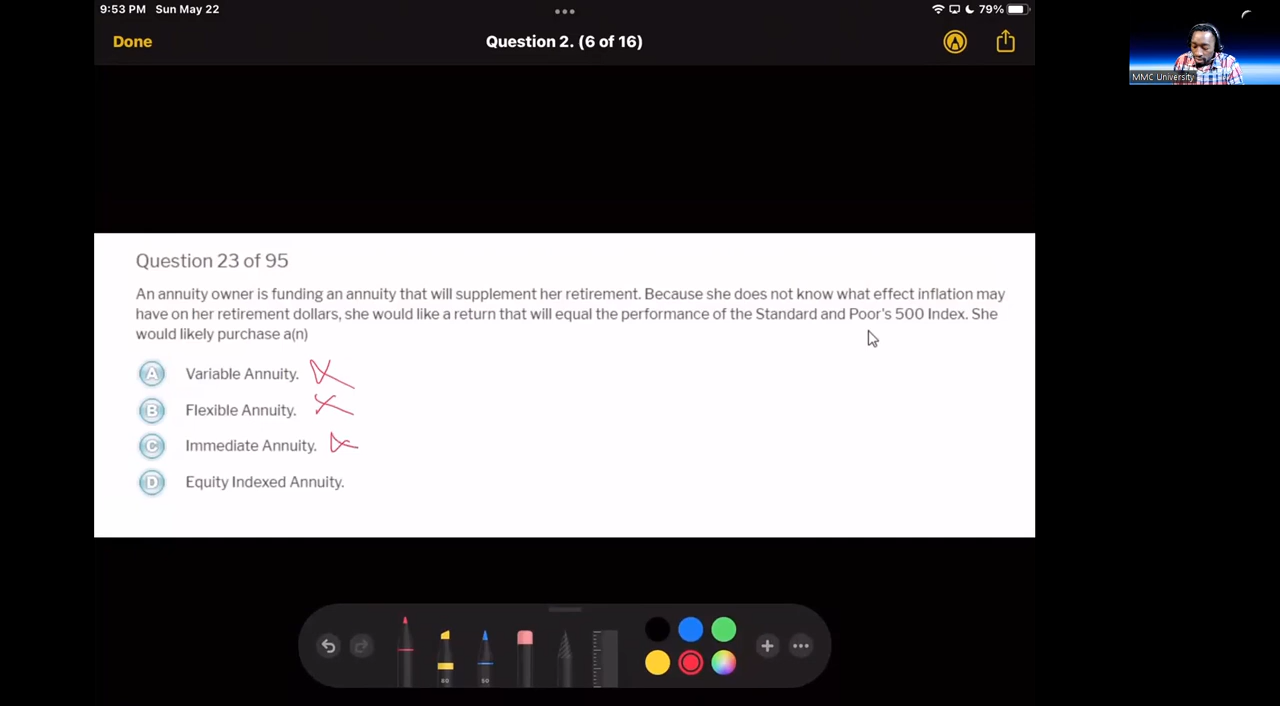 9:53 PM Sun May 22
79%
Done
Question 2. (6 of 16)
MMC University
Question 23 of 95
An annuity owner is funding an annuity that will supplement her retirement. Because she does not know what effect inflation may
have on her retirement dollars, she would like a return that will equal the performance of the Standard and Poor's 500 Index. She
would likely purchase a(n)
A Variable Annuity.
B Flexible Annuity.
C Immediate Annuity.
D Equity Indexed Annuity.
80
50